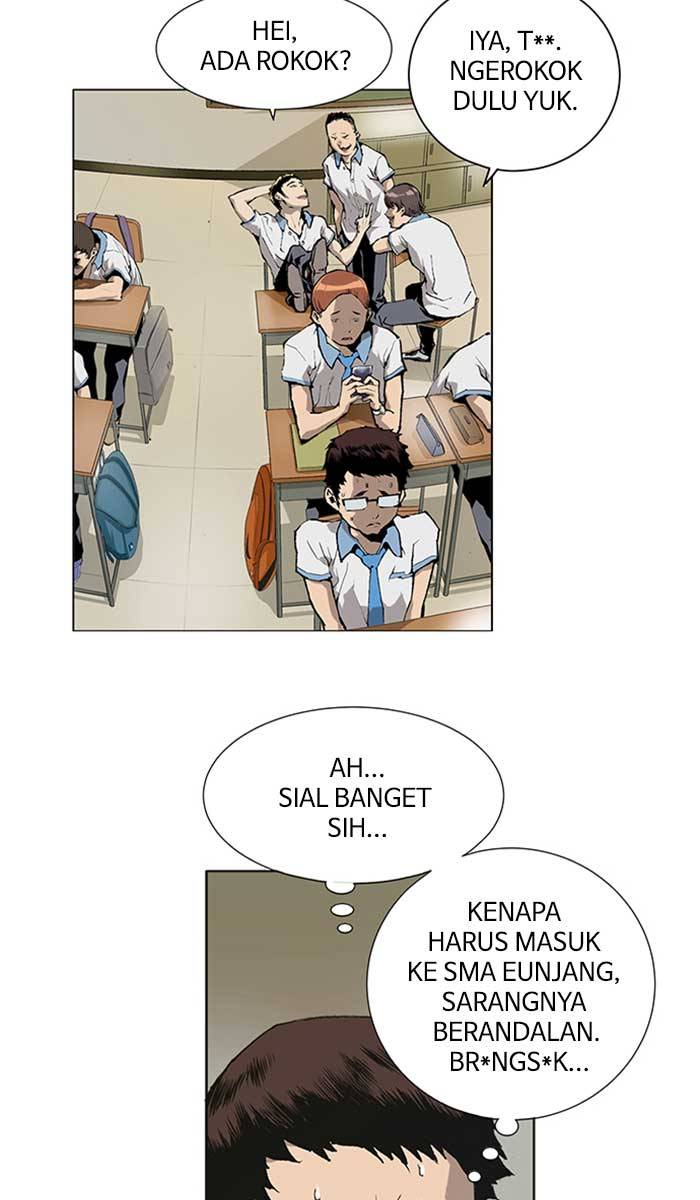 HEI,
ADA ROKOK?
IYA, T**.
NGEROKOK
DULU YUK.
AH...
SIAL BANGET
SIH...
KENAPA
HARUS MASUK
KE SMA EUNJANG,
SARANGNYA
BERANDALAN.
BR*NGS*K...